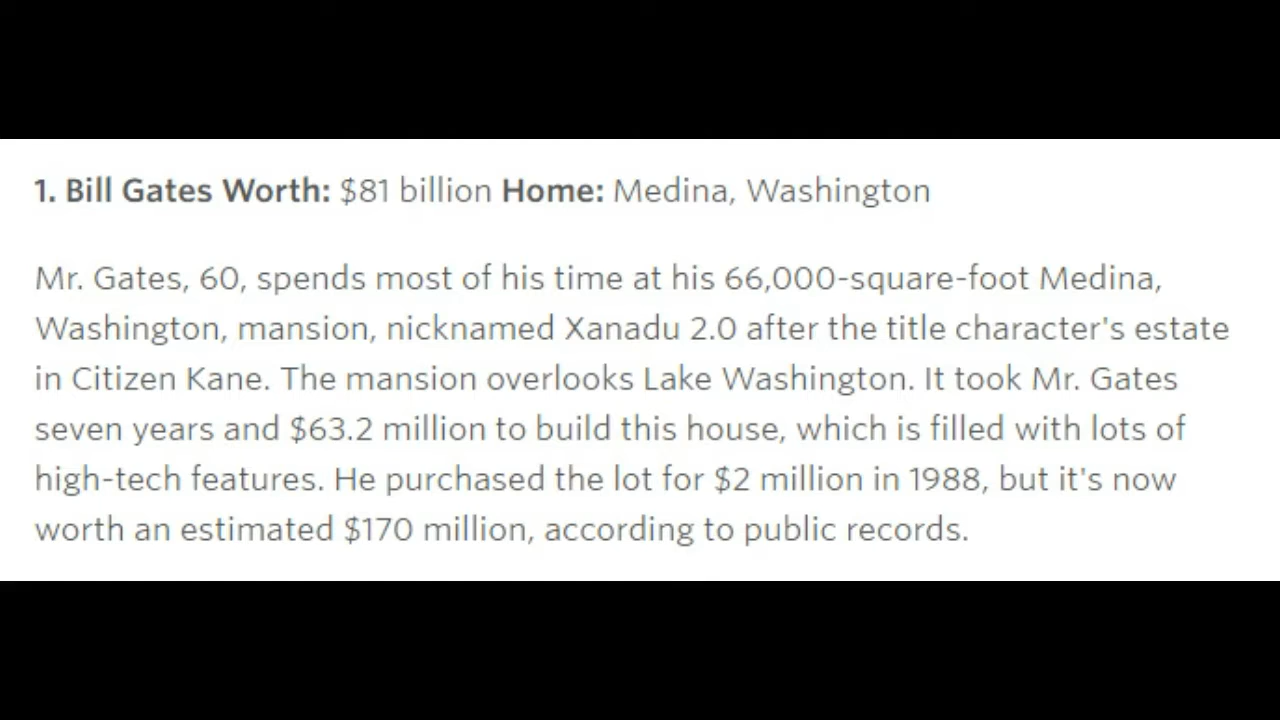 1. Bill Gates Worth: $81 billion Home: Medina, Washington
Mr. Gates, 60, spends most of his time at his 66,000-square-foot Medina,
Washington, mansion, nicknamed Xanadu 2.0 after the title character's estate
in Citizen Kane. The mansion overlooks Lake Washington. It took Mr. Gates
seven years and $63.2 million to build this house, which is filled with lots of
high-tech features. He purchased the lot for $2 million in 1988, but it's now
worth an estimated $170 million, according to public records.